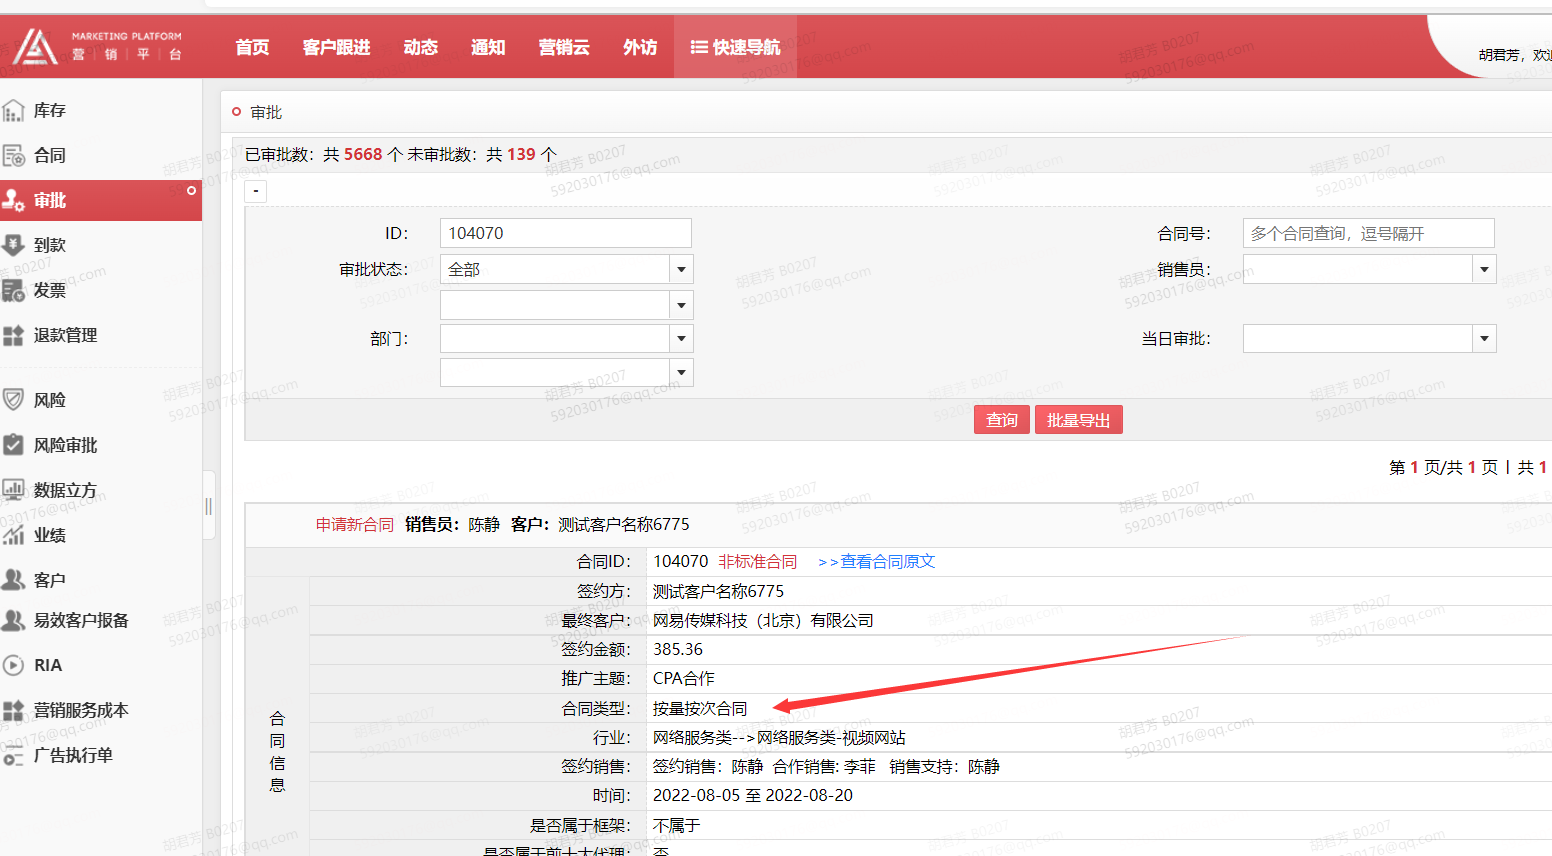 MARKETING PLATFORM
营 销 平 台
首页 客户跟进 动态 通知 营销云 外访 快速导航
胡君芳，欢迎
库存
合同
审批
到款
发票
退款管理
风险
风险审批
数据立方
业绩
客户
易效客户报备
RIA
营销服务成本
广告执行单
审批
已审批数：共 5668 个 未审批数：共 139 个
-
ID： 104070 合同号： 多个合同查询，逗号隔开
审批状态： 全部 销售员：
部门： 当日审批：
查询 批量导出
第 1 页/共 1 页 | 共 1
申请新合同 销售员：陈静 客户：测试客户名称6775
合同信息
合同ID： 104070 非标准合同 >>查看合同原文
签约方： 测试客户名称6775
最终客户： 网易传媒科技（北京）有限公司
签约金额： 385.36
推广主题： CPA合作
合同类型： 按量按次合同
行业： 网络服务类-->网络服务类-视频网站
签约销售： 签约销售：陈静 合作销售: 李菲 销售支持：陈静
时间： 2022-08-05 至 2022-08-20
是否属于框架： 不属于
是否属于前十大代理： 否
胡君芳 B0207
592030176@qq.com